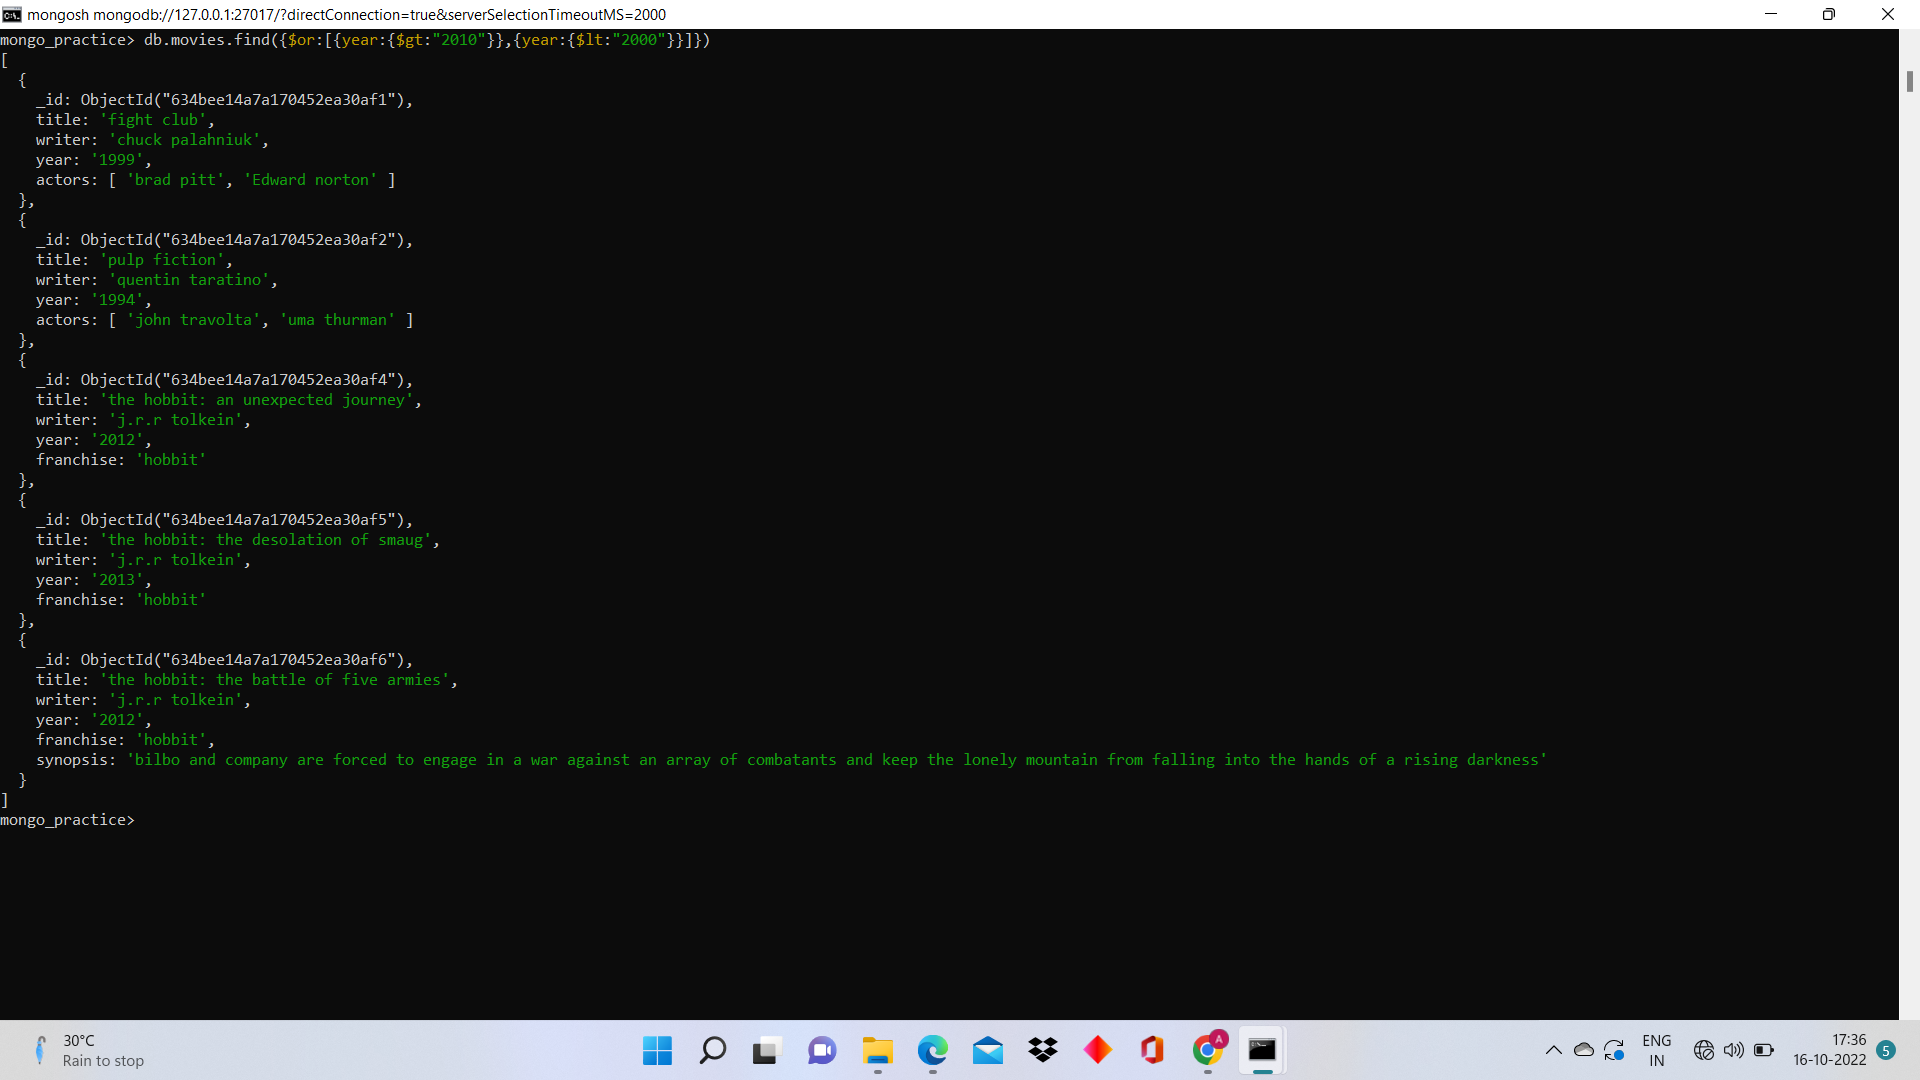 mongosh mongodb://127.0.0.1:27017/?directConnection=true&serverSelectionTimeoutMS=2000
mongo_practice> db.movies.find({$or:[{year:{$gt:"2010"}},{year:{$lt:"2000"}}]})
[
  {
    _id: ObjectId("634bee14a7a170452ea30af1"),
    title: 'fight club',
    writer: 'chuck palahniuk',
    year: '1999',
    actors: [ 'brad pitt', 'Edward norton' ]
  },
  {
    _id: ObjectId("634bee14a7a170452ea30af2"),
    title: 'pulp fiction',
    writer: 'quentin taratino',
    year: '1994',
    actors: [ 'john travolta', 'uma thurman' ]
  },
  {
    _id: ObjectId("634bee14a7a170452ea30af4"),
    title: 'the hobbit: an unexpected journey',
    writer: 'j.r.r tolkein',
    year: '2012',
    franchise: 'hobbit'
  },
  {
    _id: ObjectId("634bee14a7a170452ea30af5"),
    title: 'the hobbit: the desolation of smaug',
    writer: 'j.r.r tolkein',
    year: '2013',
    franchise: 'hobbit'
  },
  {
    _id: ObjectId("634bee14a7a170452ea30af6"),
    title: 'the hobbit: the battle of five armies',
    writer: 'j.r.r tolkein',
    year: '2012',
    franchise: 'hobbit',
    synopsis: 'bilbo and company are forced to engage in a war against an array of combatants and keep the lonely mountain from falling into the hands of a rising darkness'
  }
]
mongo_practice>
30°C
Rain to stop
A
ENG
IN
17:36
16-10-2022
5